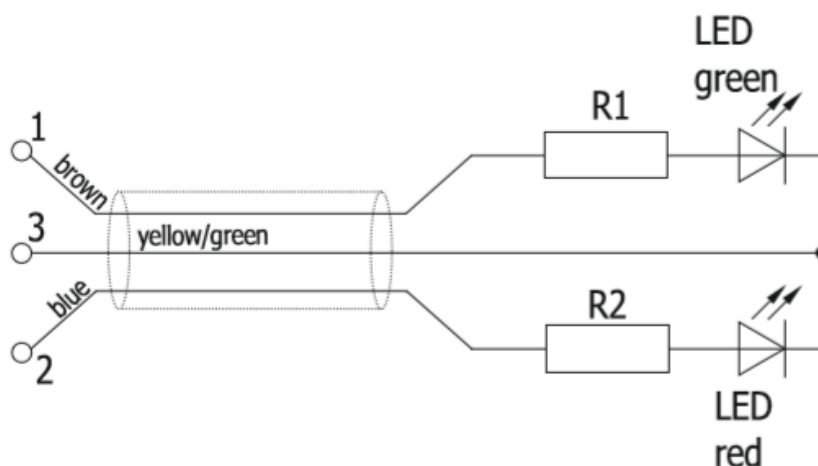 LED
green
1
R1
brown
3
yellow/green
blue
R2
2
LED
red